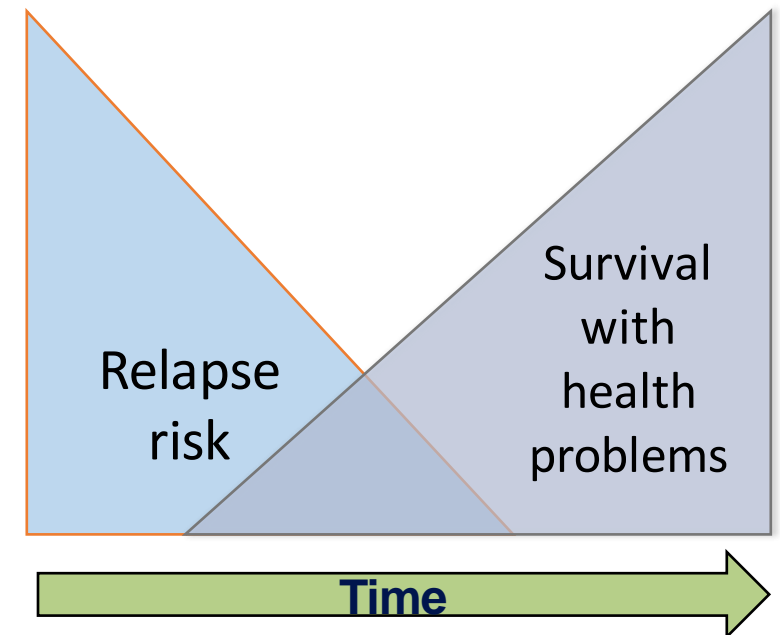 Relapse
risk
Survival
with
health
problems
Time